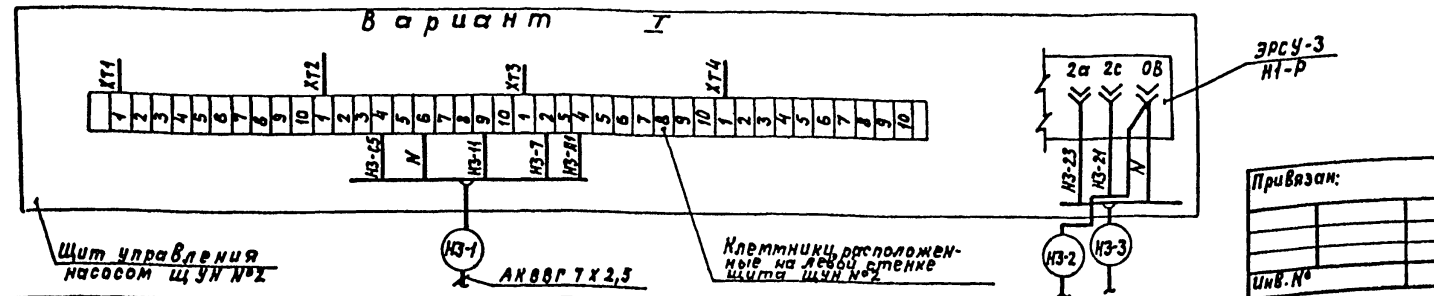 Вариант I
ХТ1 ХТ2 ХТ3 ХТ4
2а 2с 0В
ЭРСУ-3
Н1-Р
1 2 3 4 5 6 7 8 9 10 1 2 3 4 5 6 7 8 9 10 1 2 3 4 5 6 7 8 9 10 1 2 3 4 5 6 7 8 9 10
Н3-С5 N Н3-11 Н3-7 Н3-А1
Н3-23 Н3-21 N
Привязан:
Щит управления
насосом ЩУН №2
Н3-1
АКВВГ 7х2,5
Клеммники, расположен-
ные на левой стенке
щита ЩУН №2
Н3-2 Н3-3
Инв. №